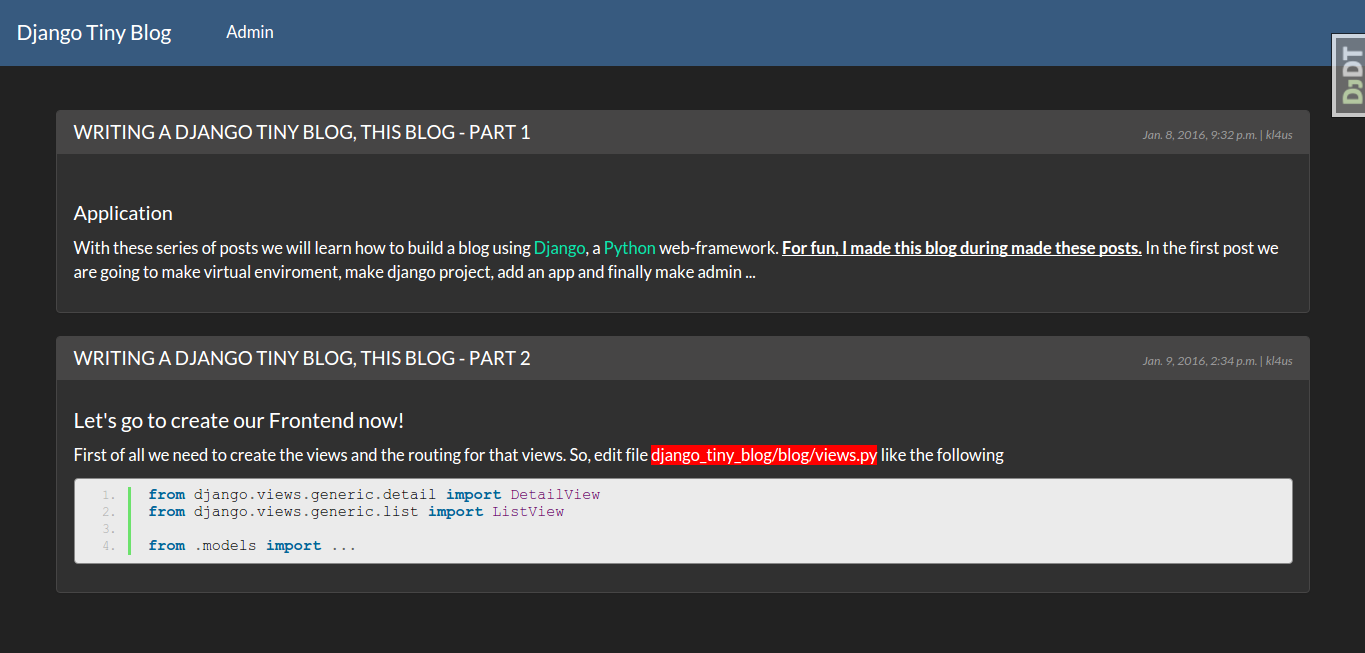 Django Tiny Blog Admin
DJDT
WRITING A DJANGO TINY BLOG, THIS BLOG - PART 1 Jan. 8, 2016, 9:32 p.m. | kl4us
Application
With these series of posts we will learn how to build a blog using Django, a Python web-framework. For fun, I made this blog during made these posts. In the first post we
are going to make virtual enviroment, make django project, add an app and finally make admin ...
WRITING A DJANGO TINY BLOG, THIS BLOG - PART 2 Jan. 9, 2016, 2:34 p.m. | kl4us
Let's go to create our Frontend now!
First of all we need to create the views and the routing for that views. So, edit file django_tiny_blog/blog/views.py like the following
1. from django.views.generic.detail import DetailView
2. from django.views.generic.list import ListView
3.
4. from .models import ...